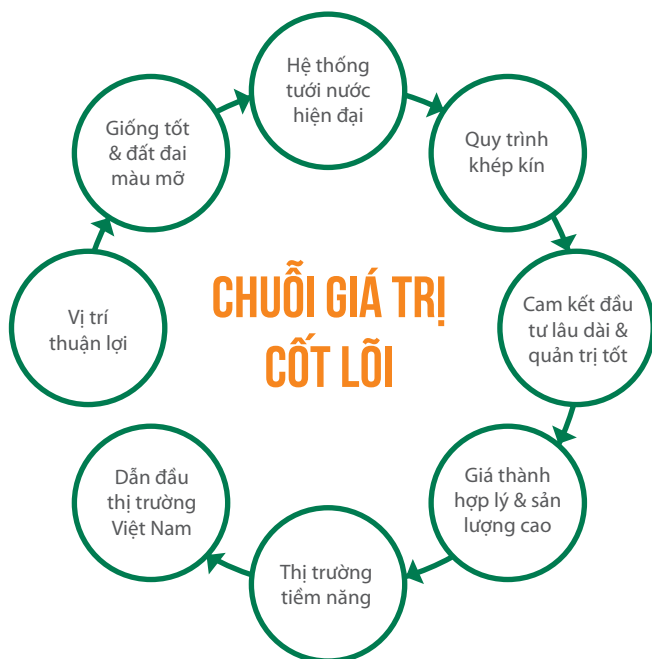 Hệ thống
tưới nước
hiện đại
Giống tốt
& đất đai
màu mỡ
Quy trình
khép kín
Vị trí
thuận lợi
CHUỖI GIÁ TRỊ
CỐT LÕI
Cam kết đầu
tư lâu dài &
quản trị tốt
Dẫn đầu
thị trường
Việt Nam
Giá thành
hợp lý & sản
lượng cao
Thị trường
tiềm năng